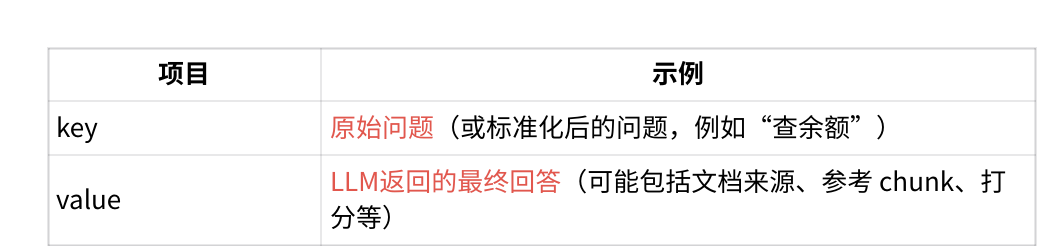 项目 示例
key 原始问题（或标准化后的问题，例如“查余额”）
LLM返回的最终回答（可能包括文档来源、参考 chunk、打
value
分等）